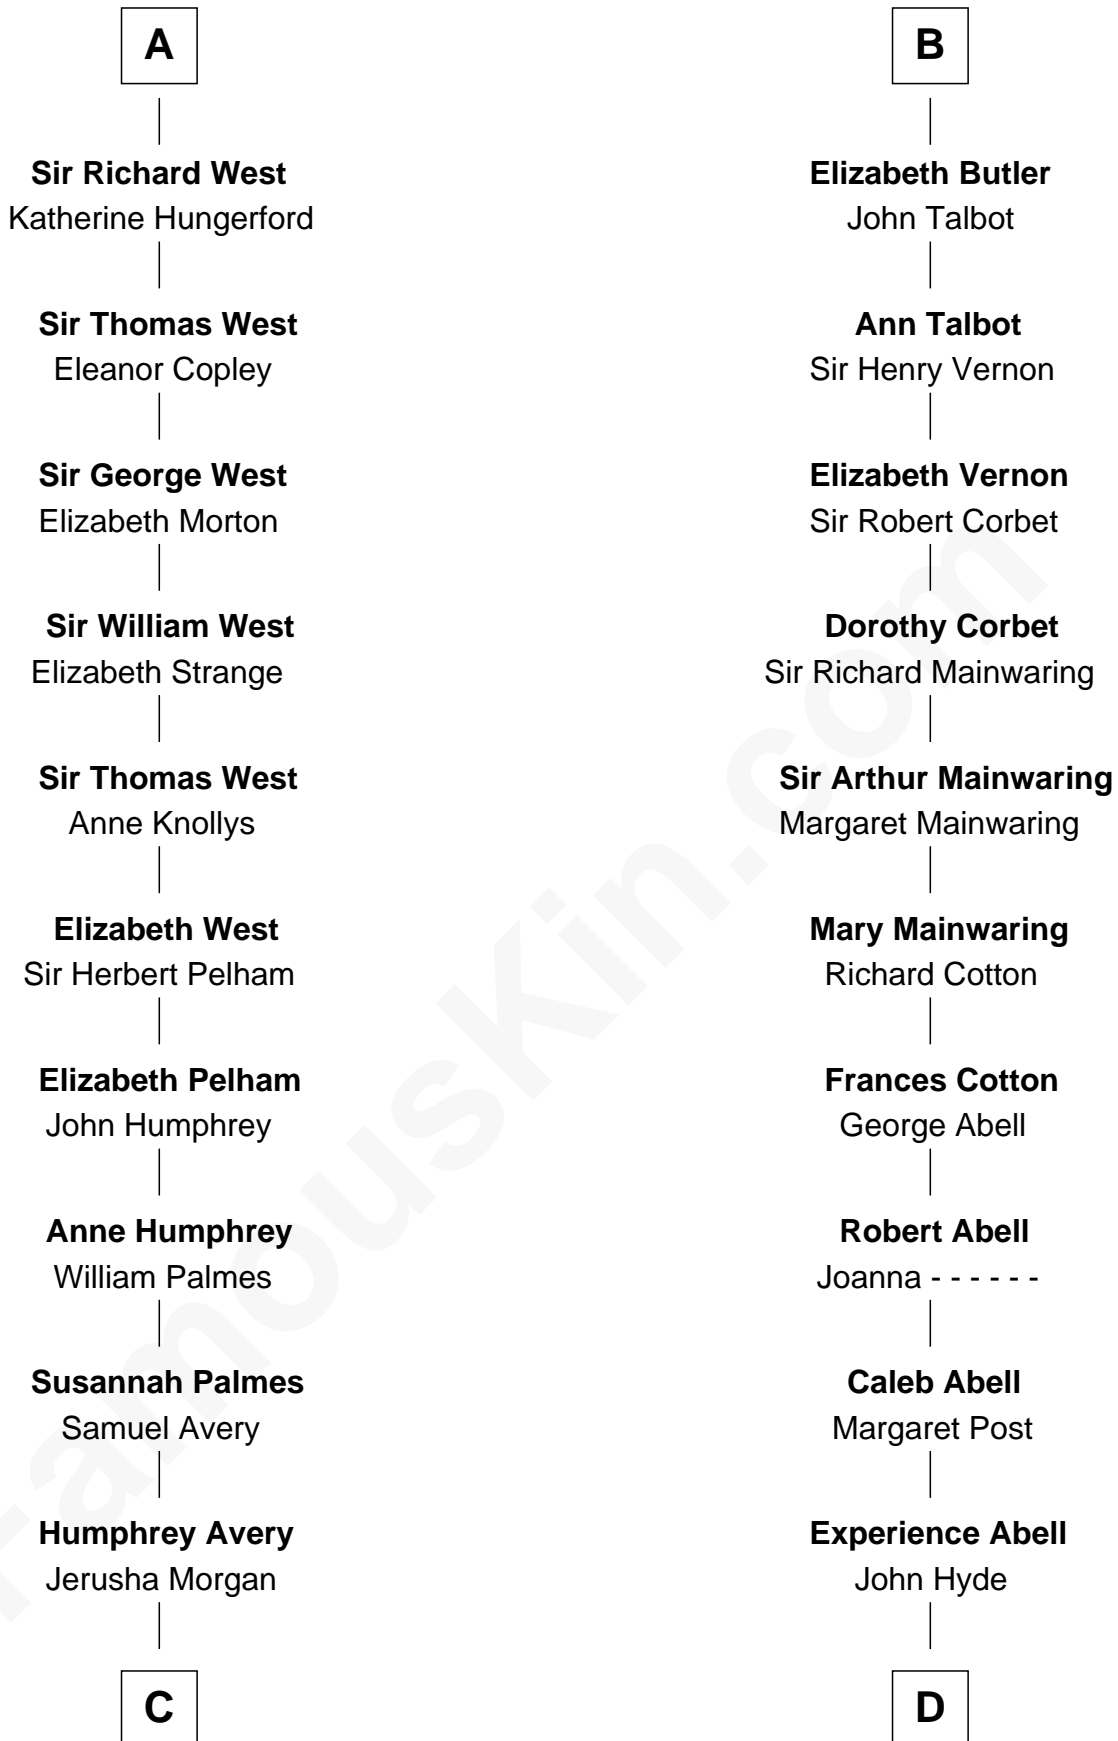 A
Sir Richard West
Katherine Hungerford
Sir Thomas West
Eleanor Copley
Sir George West
Elizabeth Morton
Sir William West
Elizabeth Strange
Sir Thomas West
Anne Knollys
Elizabeth West
Sir Herbert Pelham
Elizabeth Pelham
John Humphrey
Anne Humphrey
William Palmes
Susannah Palmes
Samuel Avery
Humphrey Avery
Jerusha Morgan
C
B
Elizabeth Butler
John Talbot
Ann Talbot
Sir Henry Vernon
Elizabeth Vernon
Sir Robert Corbet
Dorothy Corbet
Sir Richard Mainwaring
Sir Arthur Mainwaring
Margaret Mainwaring
Mary Mainwaring
Richard Cotton
Frances Cotton
George Abell
Robert Abell
Joanna - - - - - -
Caleb Abell
Margaret Post
Experience Abell
John Hyde
D
FamousKin.com